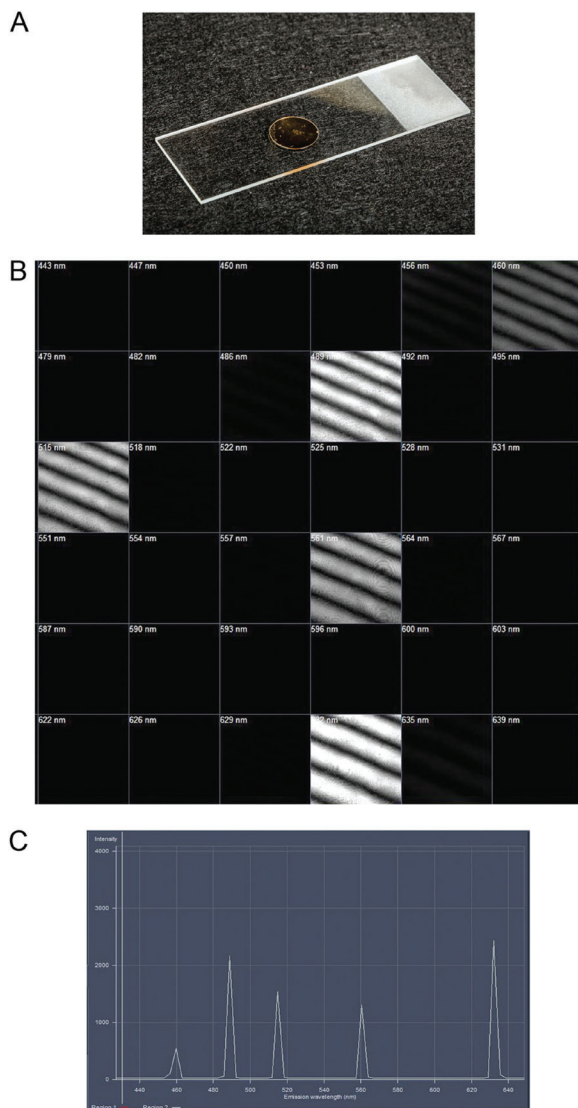 A
B
443 nm 447 nm 450 nm 453 nm 456 nm 460 nm
479 nm 482 nm 486 nm 489 nm 492 nm 495 nm
515 nm 518 nm 522 nm 525 nm 528 nm 531 nm
551 nm 554 nm 557 nm 561 nm 564 nm 567 nm
587 nm 590 nm 593 nm 596 nm 600 nm 603 nm
622 nm 626 nm 629 nm nm 635 nm 639 nm
C
Intensity
4000
3000
2000
1000
0
440 460 480 500 520 540 560 580 600 620 640
Emission wavelength (nm)